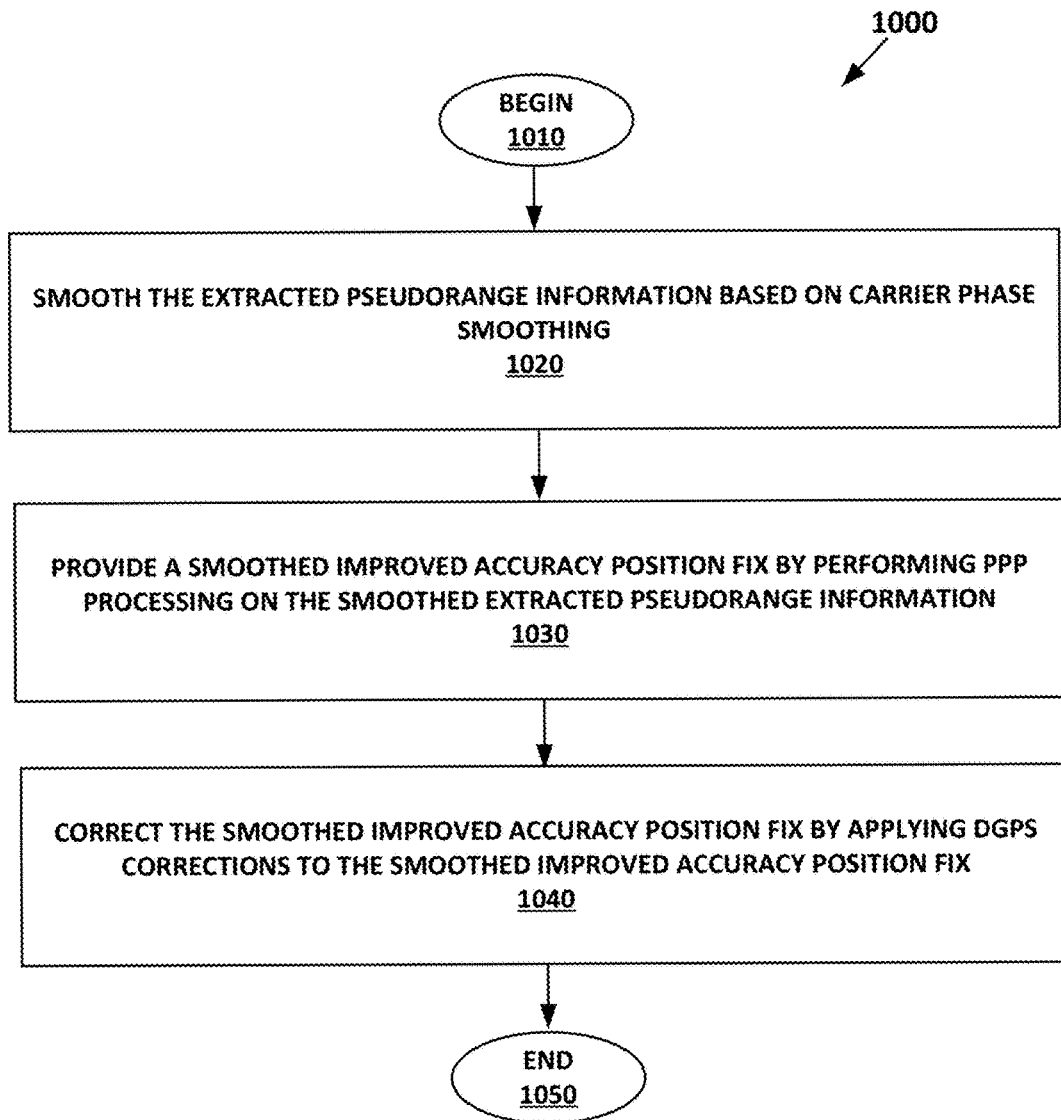 1000
BEGIN
1010
SMOOTH THE EXTRACTED PSEUDORANGE INFORMATION BASED ON CARRIER PHASE
SMOOTHING
1020
PROVIDE A SMOOTHED IMPROVED ACCURACY POSITION FIX BY PERFORMING PPP
PROCESSING ON THE SMOOTHED EXTRACTED PSEUDORANGE INFORMATION
1030
CORRECT THE SMOOTHED IMPROVED ACCURACY POSITION FIX BY APPLYING DGPS
CORRECTIONS TO THE SMOOTHED IMPROVED ACCURACY POSITION FIX
1040
END
1050